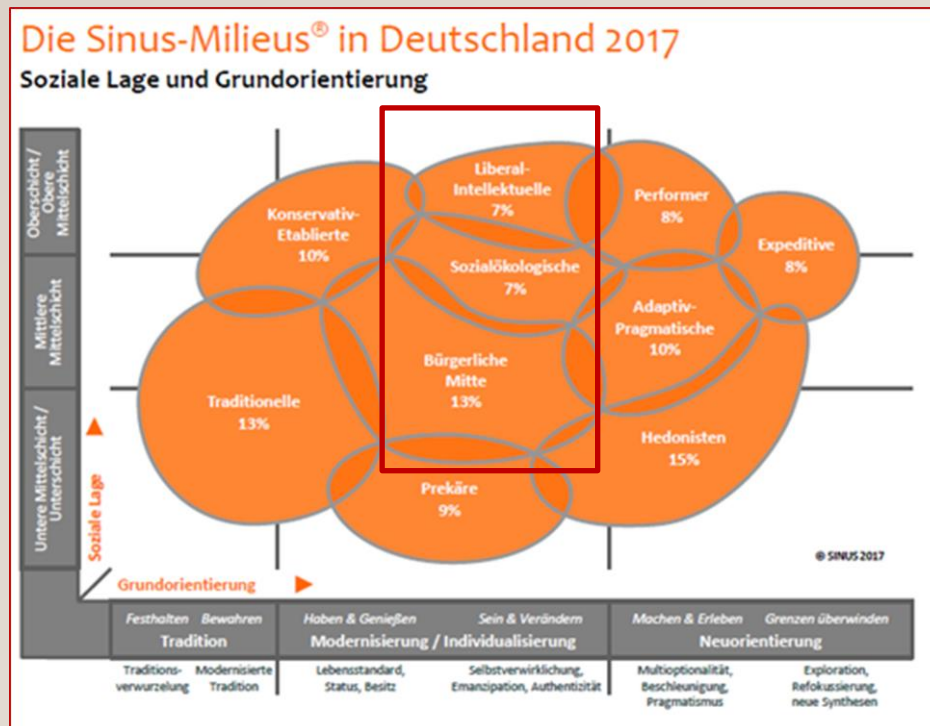 Die Sinus-Milieus® in Deutschland 2017
Soziale Lage und Grundorientierung
Oberschicht /
Obere
Mittelschicht
Mittlere
Mittelschicht
Untere Mittelschicht /
Unterschicht
Soziale Lage
Konservativ-
Etablierte
10%
Liberal-
Intellektuelle
7%
Performer
8%
Expeditive
8%
Sozialökologische
7%
Adaptiv-
Pragmatische
10%
Bürgerliche
Mitte
13%
Traditionelle
13%
Hedonisten
15%
Prekäre
9%
© SINUS 2017
Grundorientierung
Festhalten Bewahren
Tradition
Haben & Genießen Sein & Verändern
Modernisierung / Individualisierung
Machen & Erleben Grenzen überwinden
Neuorientierung
Traditions-
verwurzelung
Modernisierte
Tradition
Lebensstandard,
Status, Besitz
Selbstverwirklichung,
Emanzipation, Authentizität
Multioptionalität,
Beschleunigung,
Pragmatismus
Exploration,
Refokussierung,
neue Synthesen